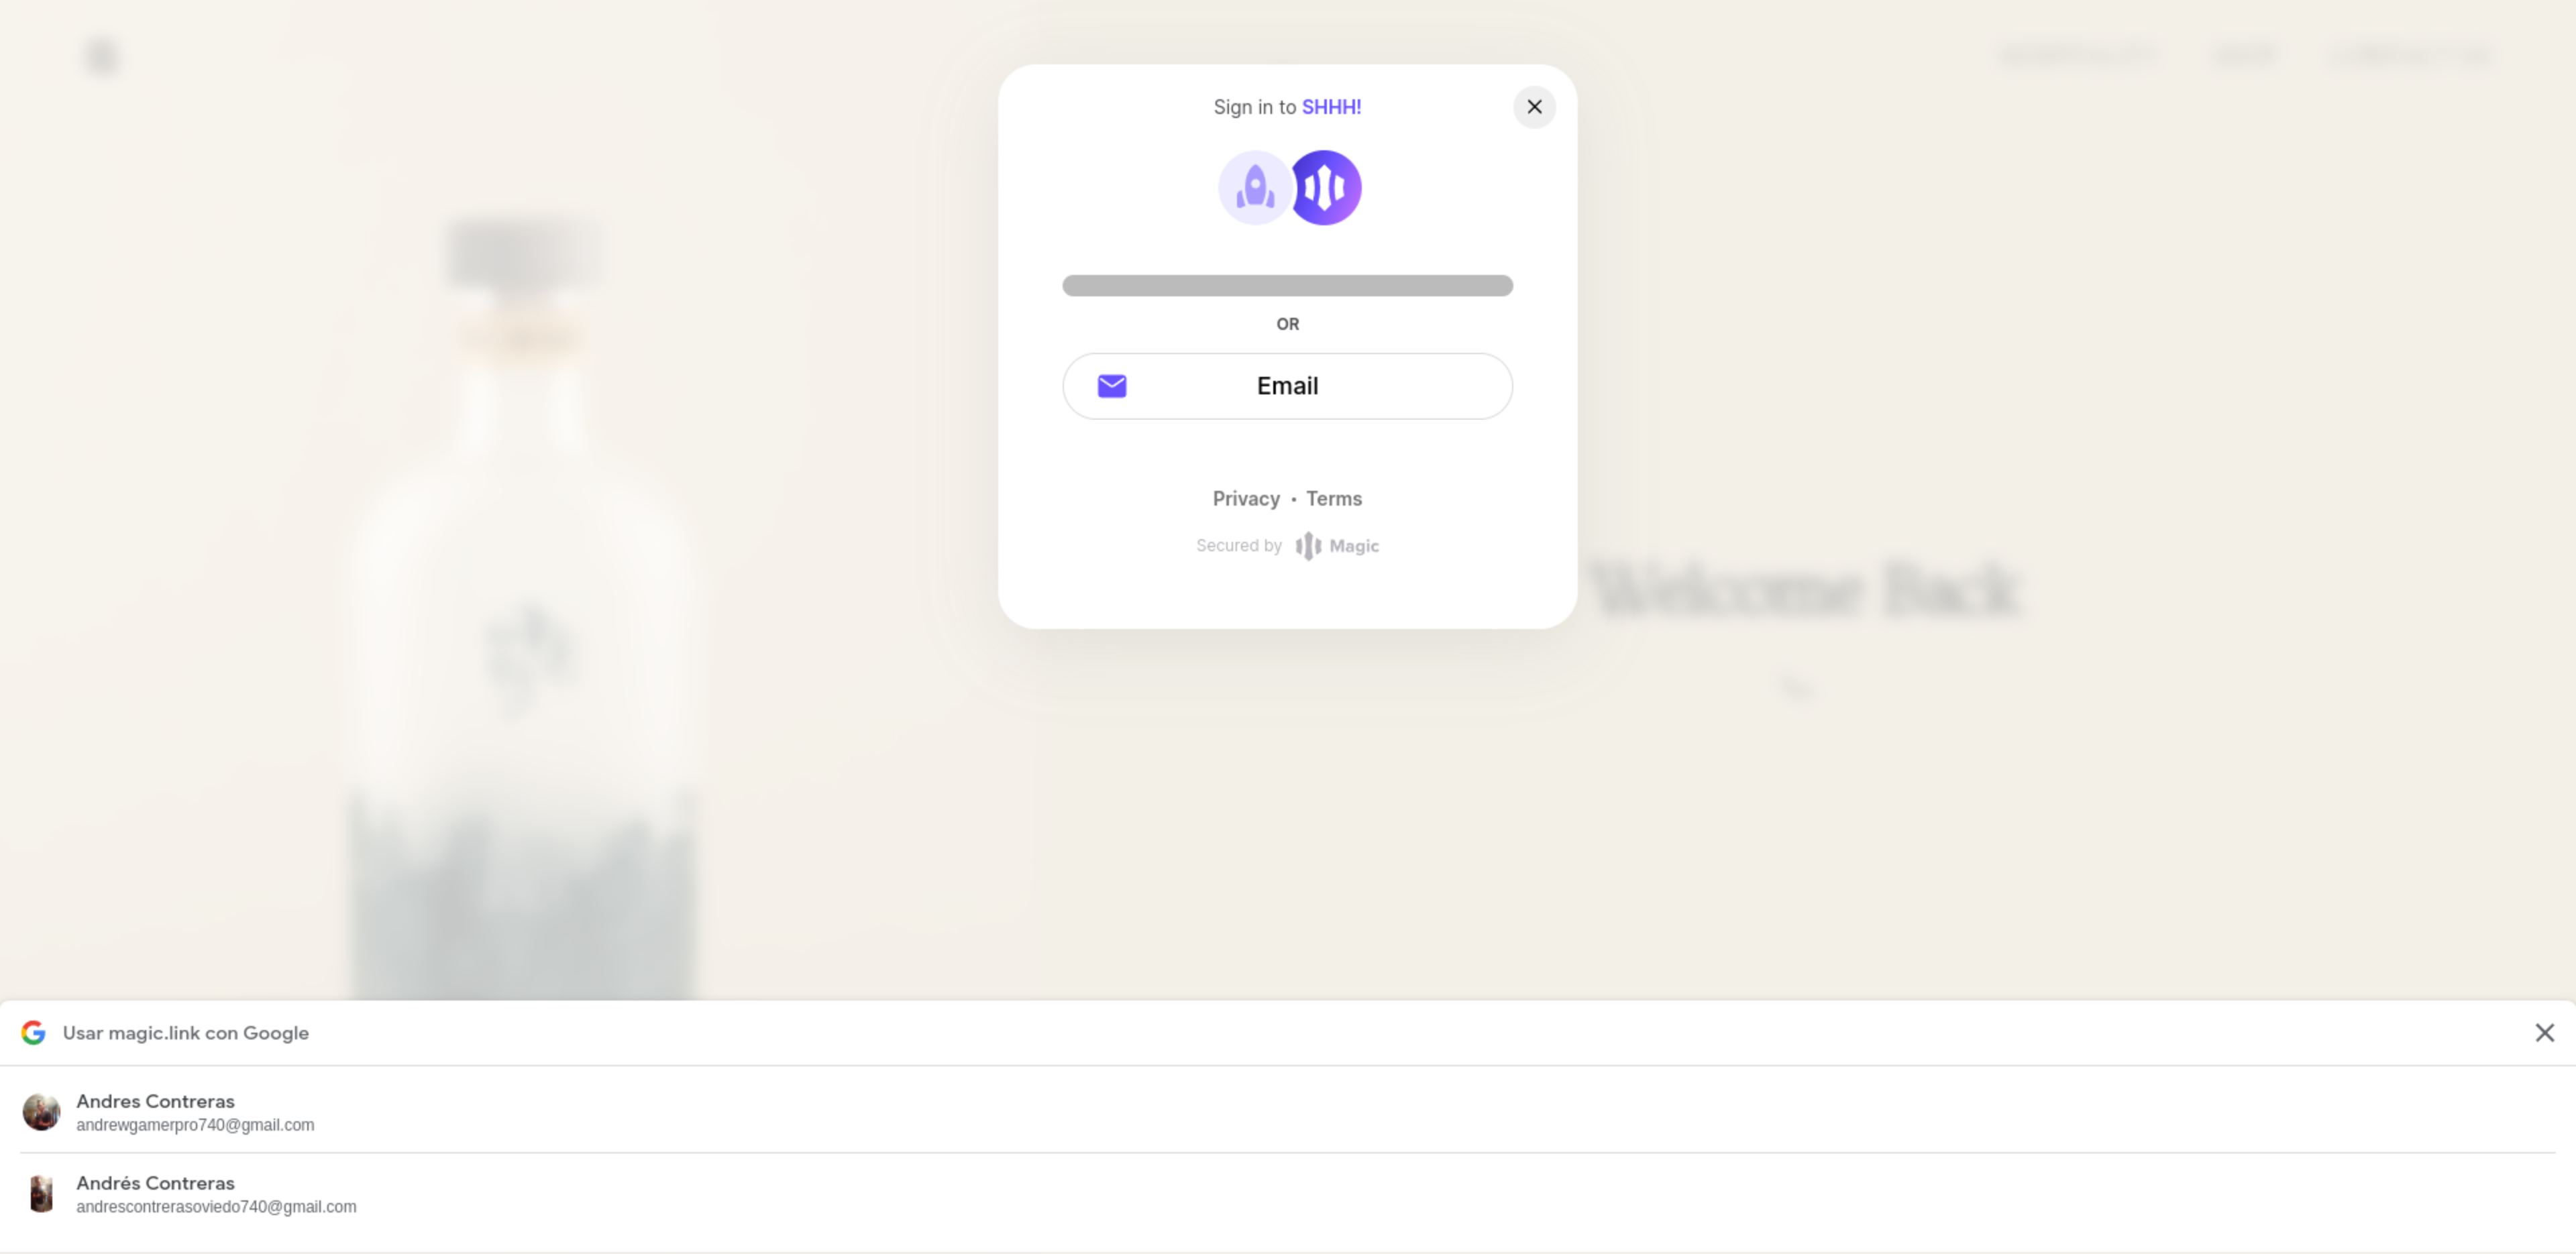 Sign in to SHHH!
OR
Email
Privacy • Terms
Secured by Magic
Welcome Back
Usar magic.link con Google
Andres Contreras
andrewgamerpro740@gmail.com
Andrés Contreras
andrescontrerasoviedo740@gmail.com